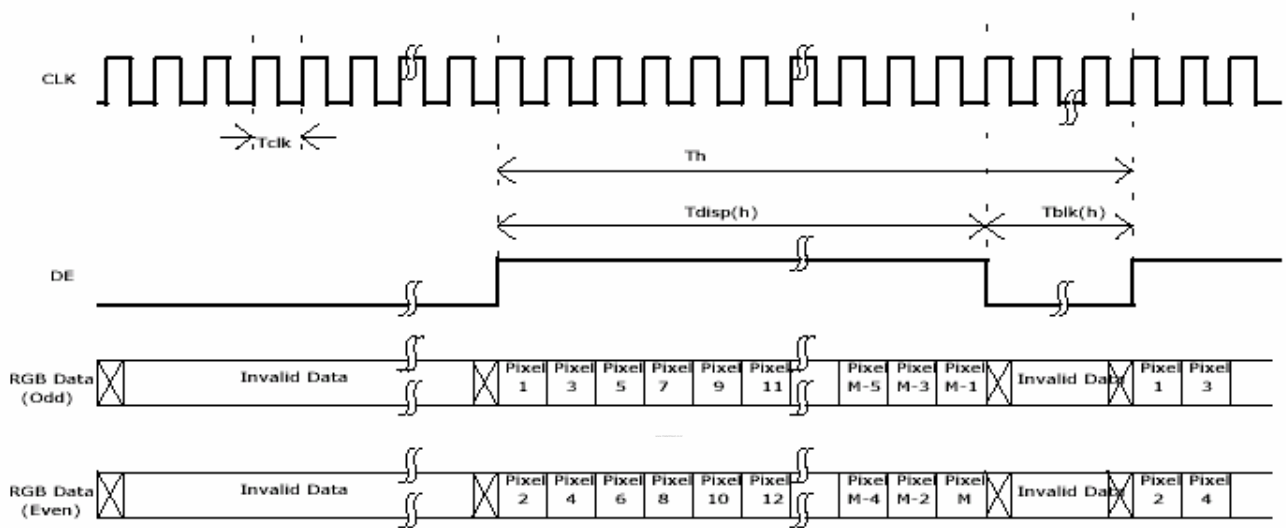 CLK
Tclk
Th
Tdisp(h)
Tblk(h)
DE
RGB Data
(Odd)
Invalid Data
Pixel
1
Pixel
3
Pixel
5
Pixel
7
Pixel
9
Pixel
11
Pixel
M-5
Pixel
M-3
Pixel
M-1
Invalid Data
Pixel
1
Pixel
3
RGB Data
(Even)
Invalid Data
Pixel
2
Pixel
4
Pixel
6
Pixel
8
Pixel
10
Pixel
12
Pixel
M-4
Pixel
M-2
Pixel
M
Invalid Data
Pixel
2
Pixel
4